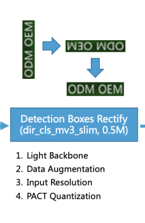 ODM OEM
ODM OEM
ODM OEM
Detection Boxes Rectify
(dir_cls_mv3_slim, 0.5M)
1. Light Backbone
2. Data Augmentation
3. Input Resolution
4. PACT Quantization